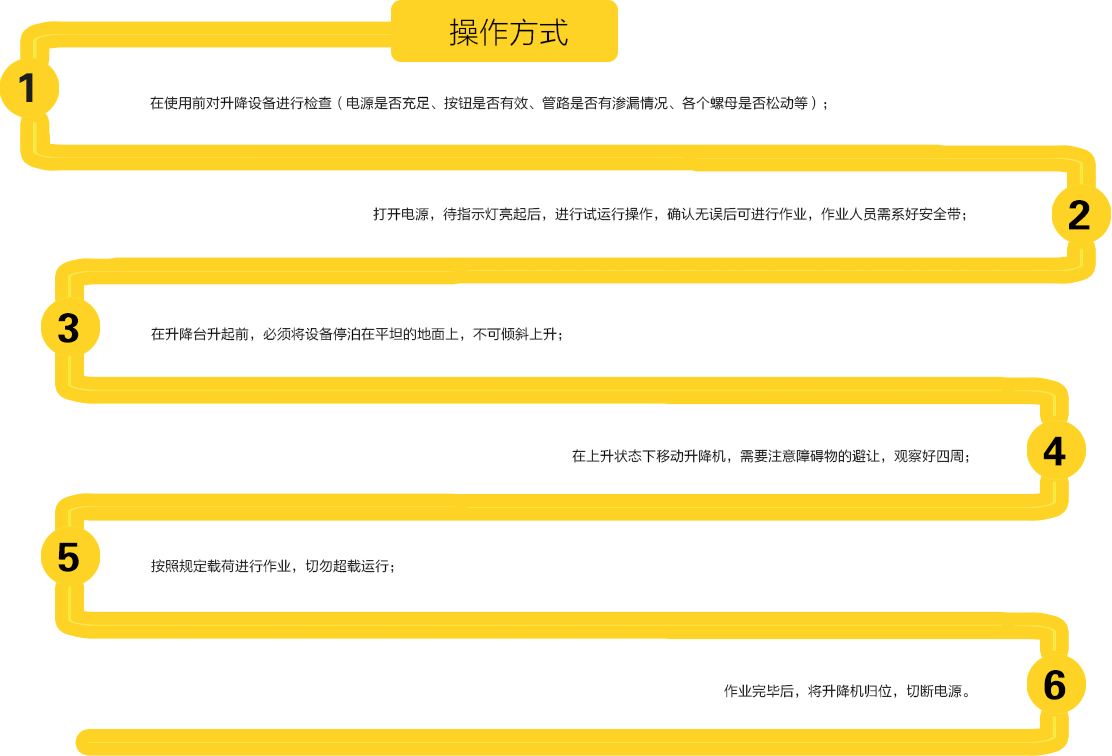 操作方式
1
在使用前对升降设备进行检查（电源是否充足、按钮是否有效、管路是否有渗漏情况、各个螺母是否松动等）；
打开电源，待指示灯亮起后，进行试运行操作，确认无误后可进行作业，作业人员需系好安全带；
2
3
在升降台升起前，必须将设备停泊在平坦的地面上，不可倾斜上升；
在上升状态下移动升降机，需要注意障碍物的避让，观察好四周；
4
5
按照规定载荷进行作业，切勿超载运行；
作业完毕后，将升降机归位，切断电源。
6